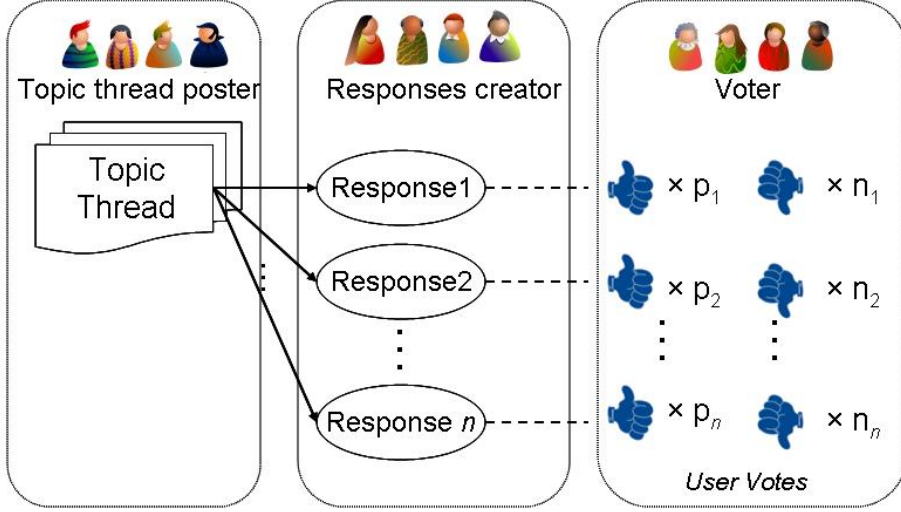 Topic thread poster
Responses creator
Voter
Topic
Thread
Response1
× p₁
× n₁
Response2
× p₂
× n₂
Response n
× pₙ
× nₙ
User Votes